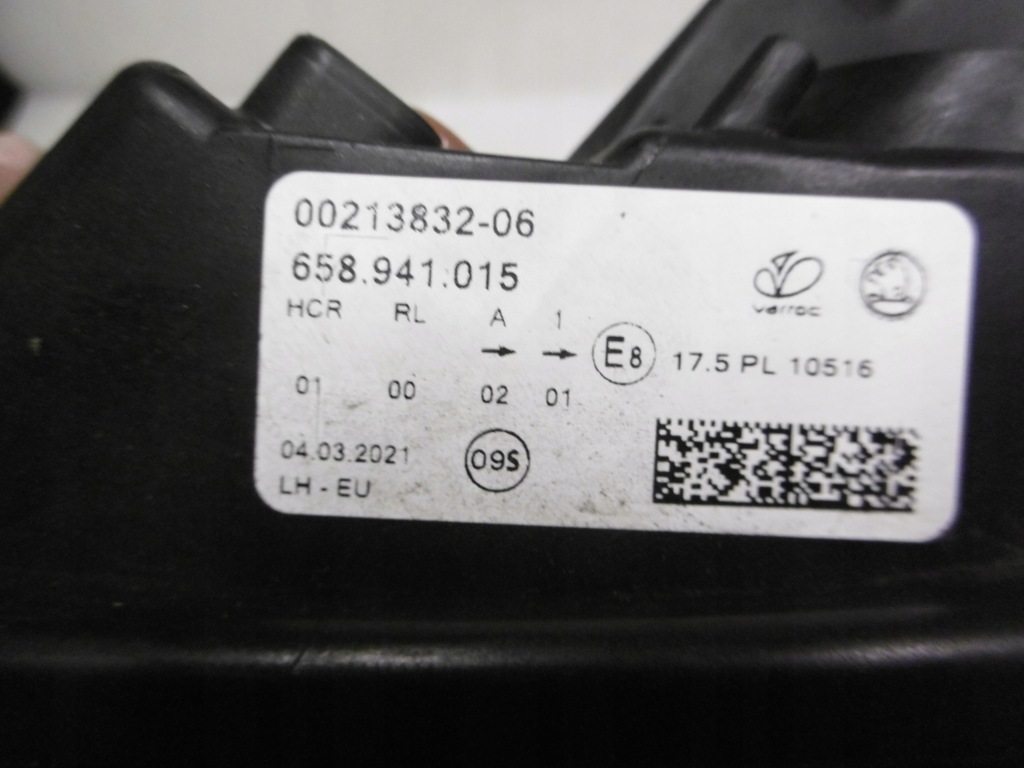 00213832-06
658.941.015
HCR RL A 1
→ → E8 17.5 PL 10516
01 00 02 01
04.03.2021 09S
LH - EU
varroc